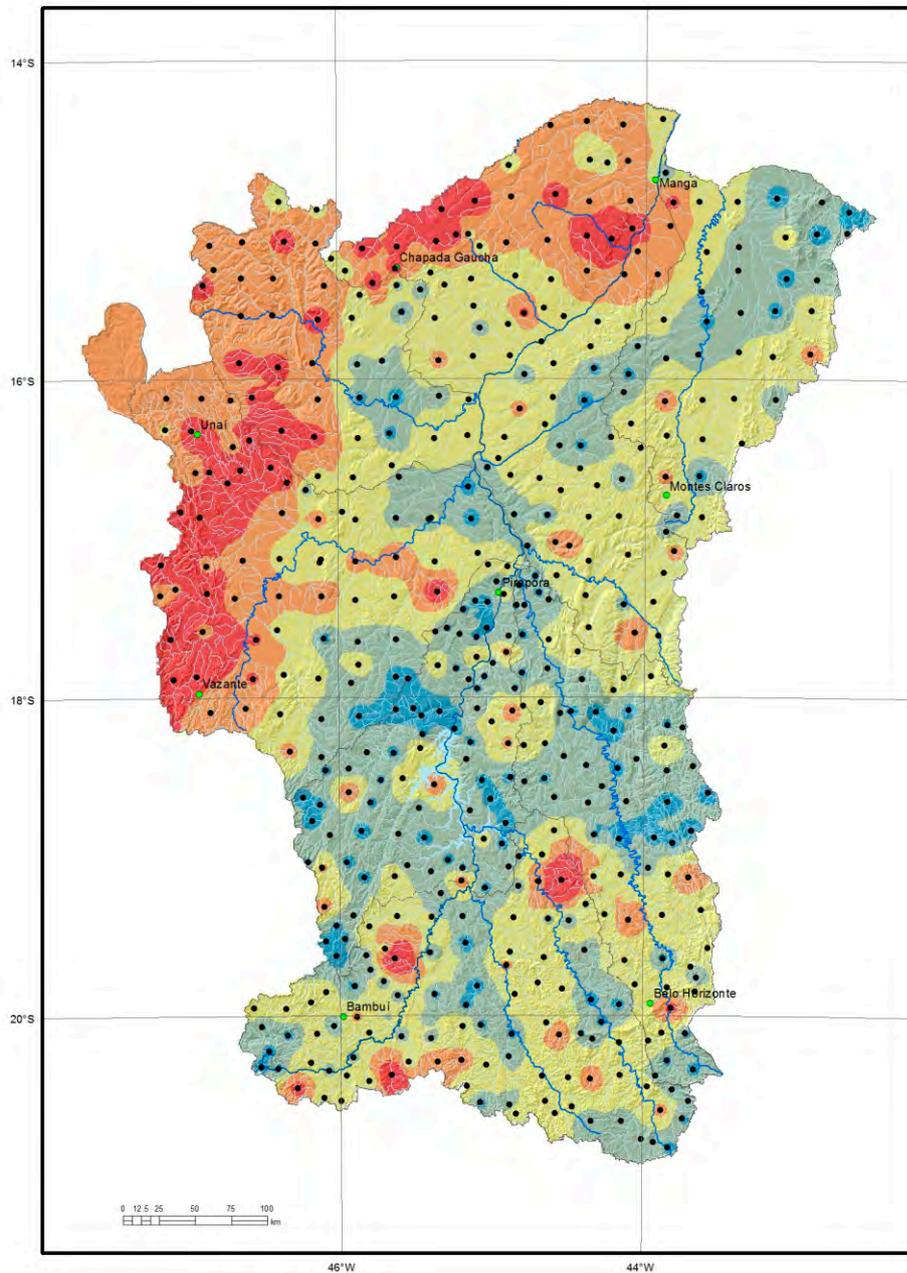 14°S
Manga
Chapada Gaucha
16°S
Unaí
Montes Claros
Pirapora
Vazante
18°S
Belo Horizonte
Bambuí
20°S
0 12.5 25 50 75 100
km
46°W 44°W